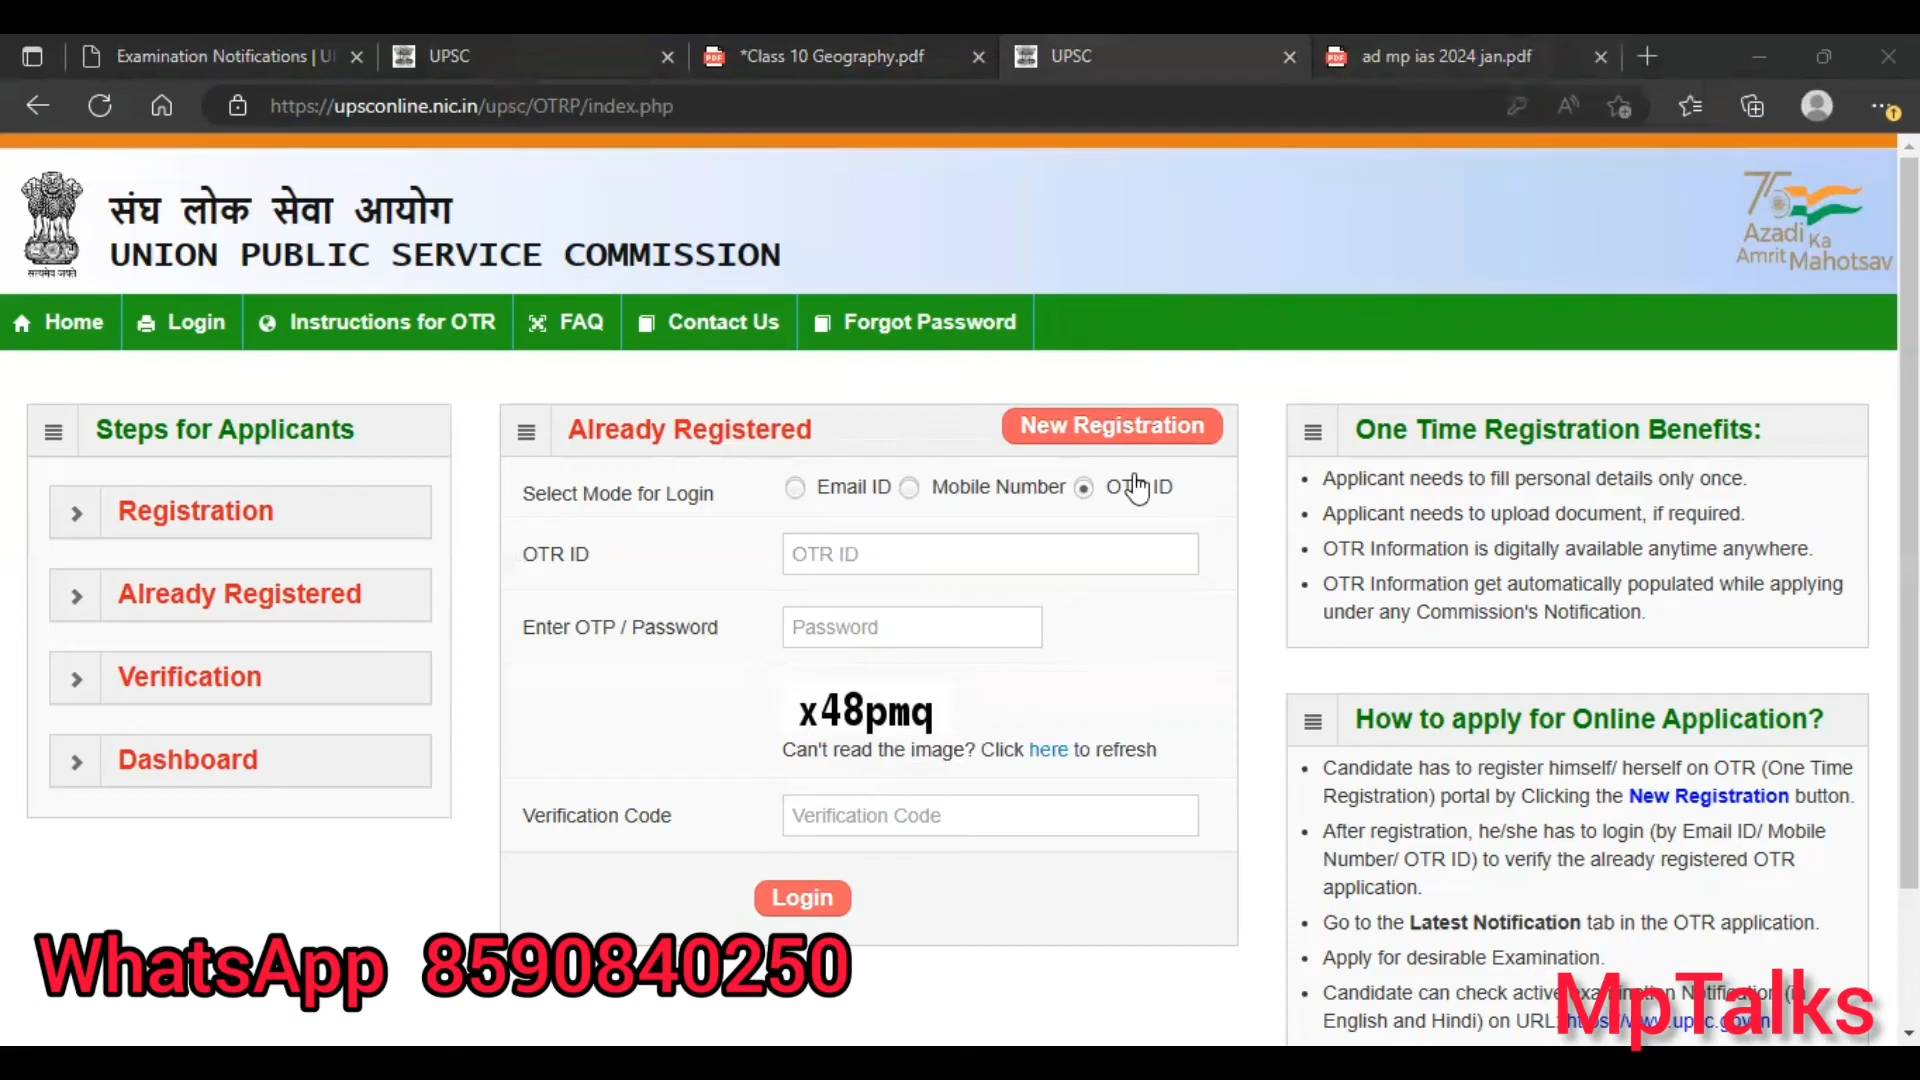 Examination Notifications | U
UPSC
*Class 10 Geography.pdf
UPSC
ad mp ias 2024 jan.pdf
https://upsconline.nic.in/upsc/OTRP/index.php
संघ लोक सेवा आयोग
UNION PUBLIC SERVICE COMMISSION
सत्यमेव जयते
75
Azadi Ka
Amrit Mahotsav
Home
Login
Instructions for OTR
FAQ
Contact Us
Forgot Password
Steps for Applicants
Registration
Already Registered
Verification
Dashboard
Already Registered
New Registration
Select Mode for Login
Email ID
Mobile Number
ID
OTR ID
OTR ID
Enter OTP / Password
Password
x48pmq
Can't read the image? Click here to refresh
Verification Code
Verification Code
Login
One Time Registration Benefits:
Applicant needs to fill personal details only once.
Applicant needs to upload document, if required.
OTR Information is digitally available anytime anywhere.
OTR Information get automatically populated while applying
under any Commission's Notification.
How to apply for Online Application?
Candidate has to register himself/ herself on OTR (One Time
Registration) portal by Clicking the New Registration button.
After registration, he/she has to login (by Email ID/ Mobile
Number/ OTR ID) to verify the already registered OTR
application.
Go to the Latest Notification tab in the OTR application.
Apply for desirable Examination.
Candidate can check active examination Notification (in
English and Hindi) on URL:
WhatsApp 8590840250
MpTalks